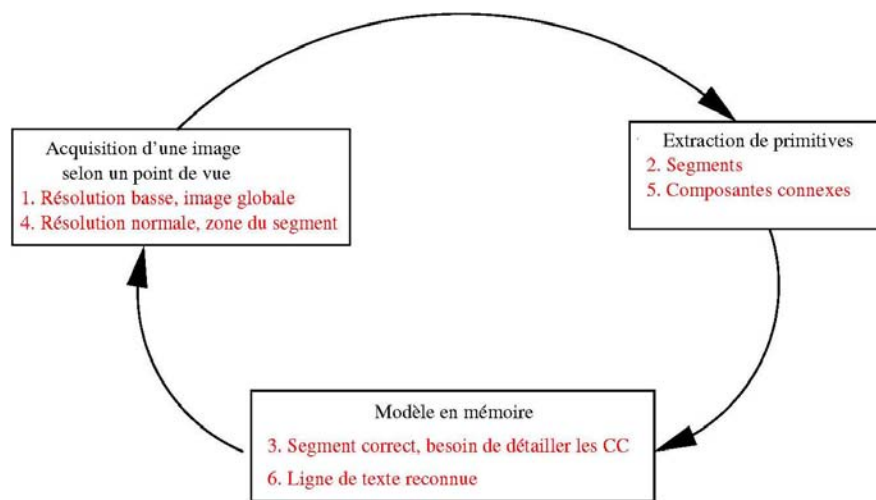 Acquisition d'une image
selon un point de vue
1. Résolution basse, image globale
4. Résolution normale, zone du segment
Extraction de primitives
2. Segments
5. Composantes connexes
Modèle en mémoire
3. Segment correct, besoin de détailler les CC
6. Ligne de texte reconnue